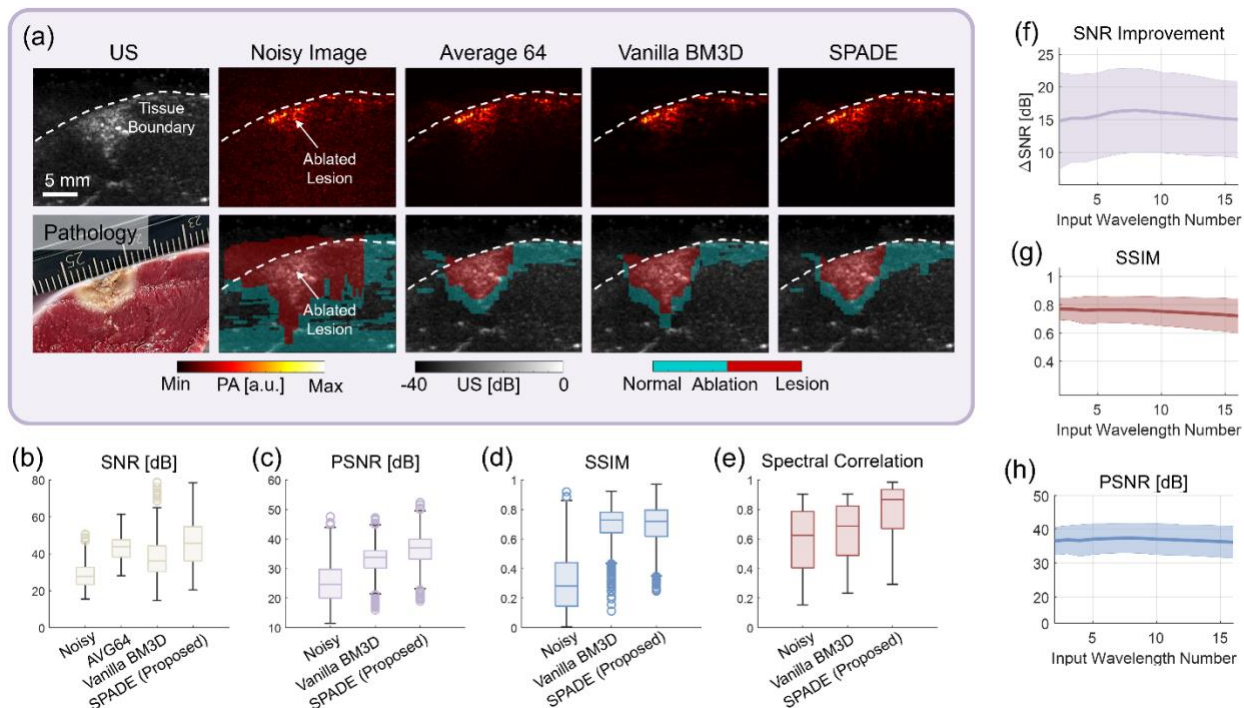 (a)
US
Noisy Image
Average 64
Vanilla BM3D
SPADE
Tissue
Boundary
5 mm
Ablated
Lesion
Pathology
25
23
Ablated
Lesion
Min PA [a.u.] Max
-40 US [dB] 0
Normal Ablation Lesion
(b)
SNR [dB]
80
60
40
20
0
Noisy
AVG64
Vanilla BM3D
SPADE (Proposed)
(c)
PSNR [dB]
60
50
40
30
20
10
Noisy
Vanilla BM3D
SPADE (Proposed)
(d)
SSIM
1
0.8
0.6
0.4
0.2
0
Noisy
Vanilla BM3D
SPADE (Proposed)
(e)
Spectral Correlation
1
0.8
0.6
0.4
0.2
0
Noisy
Vanilla BM3D
SPADE (Proposed)
(f)
SNR Improvement
ΔSNR [dB]
25
20
15
10
5 10 15
Input Wavelength Number
(g)
SSIM
1
0.8
0.6
0.4
5 10 15
Input Wavelength Number
(h)
PSNR [dB]
50
40
30
20
10
0
5 10 15
Input Wavelength Number